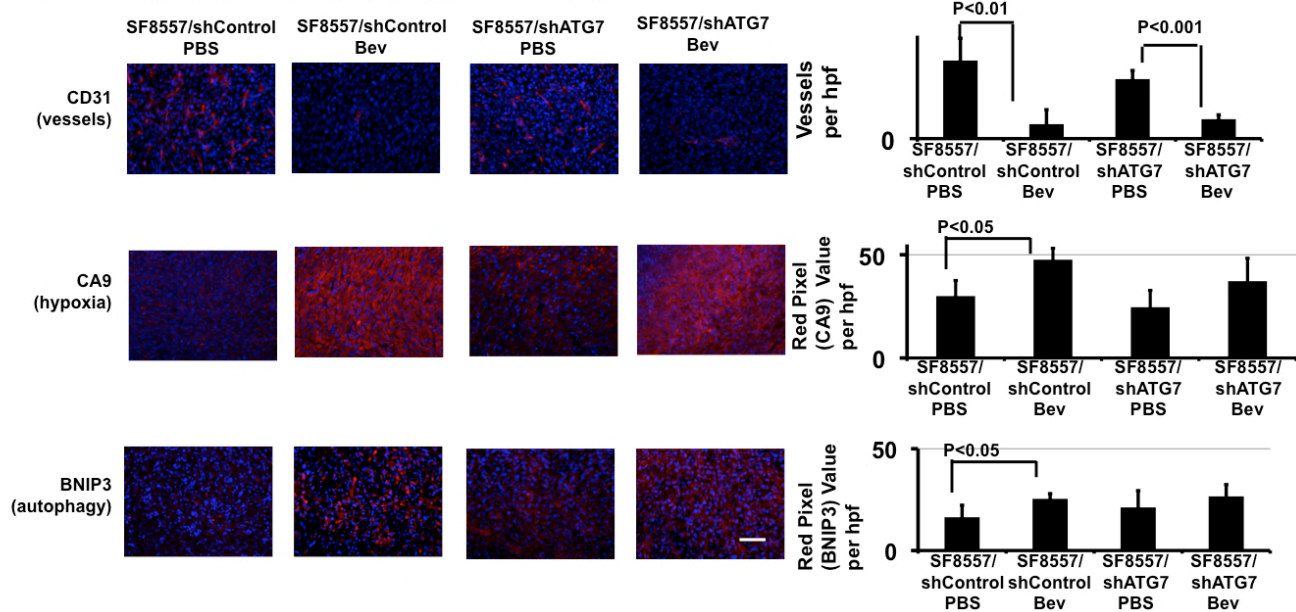 SF8557/shControl
PBS
SF8557/shControl
Bev
SF8557/shATG7
PBS
SF8557/shATG7
Bev
CD31
(vessels)
Vessels
per hpf
P<0.01
P<0.001
0
SF8557/
shControl
PBS
SF8557/
shControl
Bev
SF8557/
shATG7
PBS
SF8557/
shATG7
Bev
CA9
(hypoxia)
Red Pixel
(CA9) Value
per hpf
P<0.05
50
0
SF8557/
shControl
PBS
SF8557/
shControl
Bev
SF8557/
shATG7
PBS
SF8557/
shATG7
Bev
BNIP3
(autophagy)
Red Pixel
(BNIP3) Value
per hpf
50
P<0.05
0
SF8557/
shControl
PBS
SF8557/
shControl
Bev
SF8557/
shATG7
PBS
SF8557/
shATG7
Bev